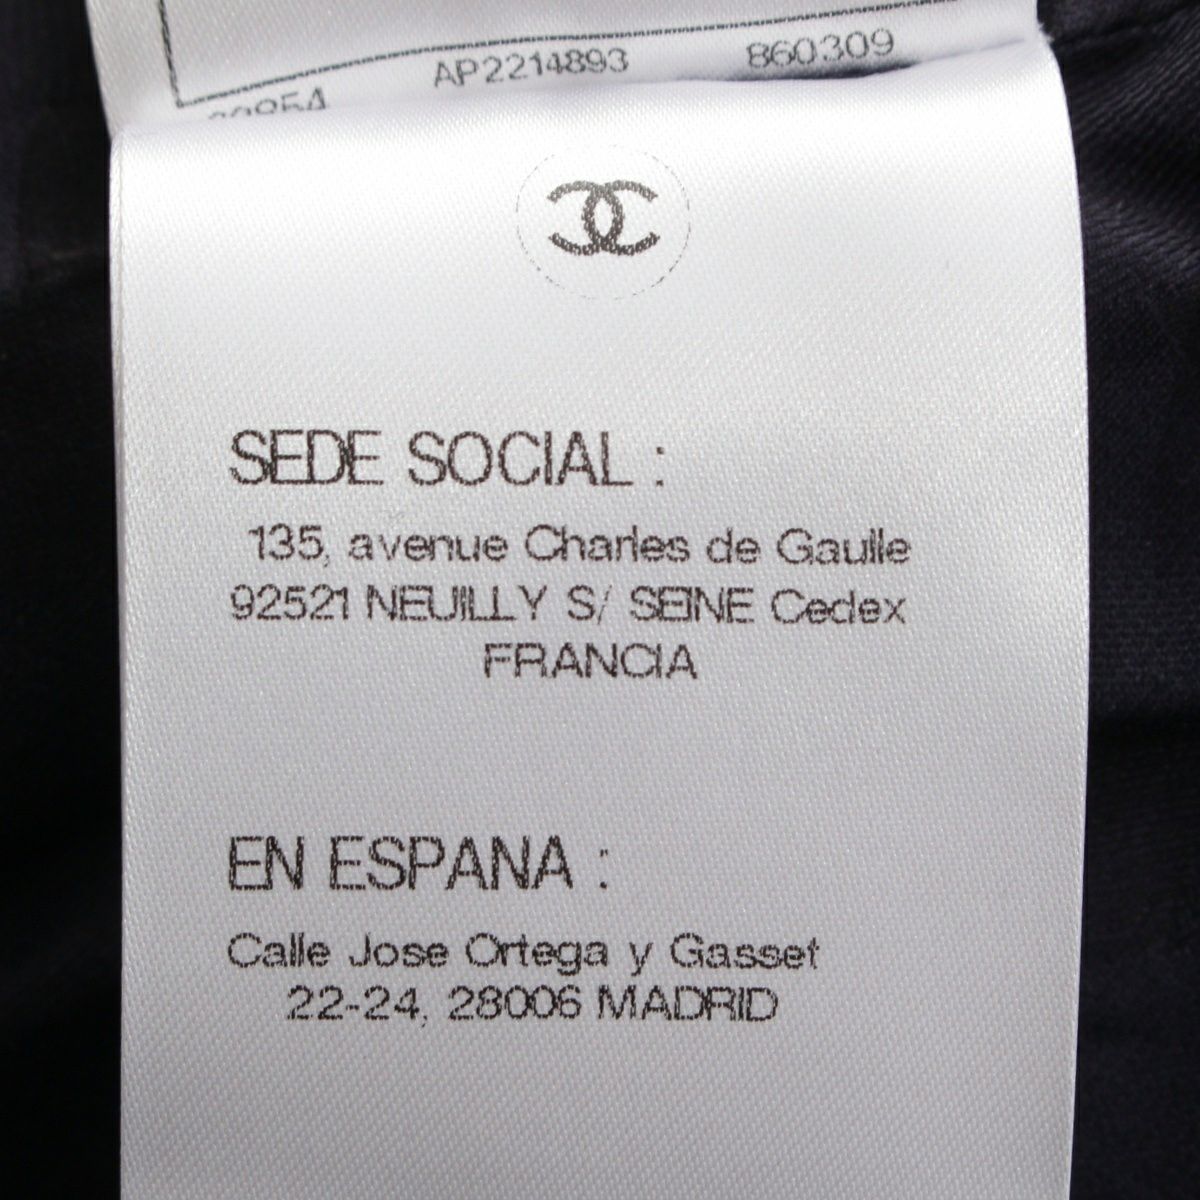 AP2214893 860309
SEDE SOCIAL :
135, avenue Charles de Gaulle
92521 NEUILLY S/ SEINE Cedex
FRANCIA
EN ESPANA :
Calle Jose Ortega y Gasset
22-24, 28006 MADRID